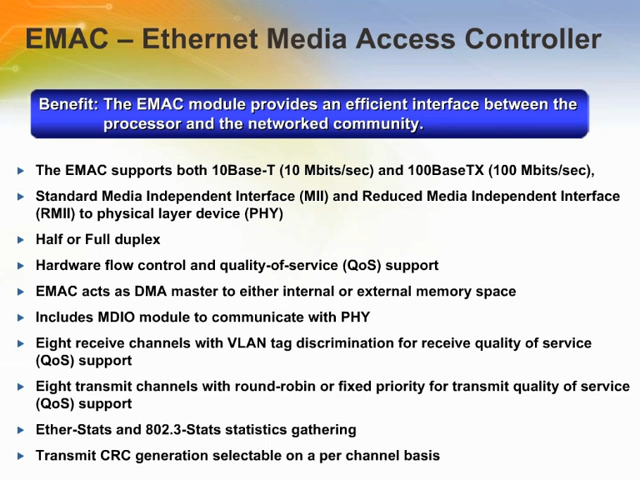 EMAC – Ethernet Media Access Controller
Benefit: The EMAC module provides an efficient interface between the
processor and the networked community.
The EMAC supports both 10Base-T (10 Mbits/sec) and 100BaseTX (100 Mbits/sec),
Standard Media Independent Interface (MII) and Reduced Media Independent Interface
(RMII) to physical layer device (PHY)
Half or Full duplex
Hardware flow control and quality-of-service (QoS) support
EMAC acts as DMA master to either internal or external memory space
Includes MDIO module to communicate with PHY
Eight receive channels with VLAN tag discrimination for receive quality of service
(QoS) support
Eight transmit channels with round-robin or fixed priority for transmit quality of service
(QoS) support
Ether-Stats and 802.3-Stats statistics gathering
Transmit CRC generation selectable on a per channel basis